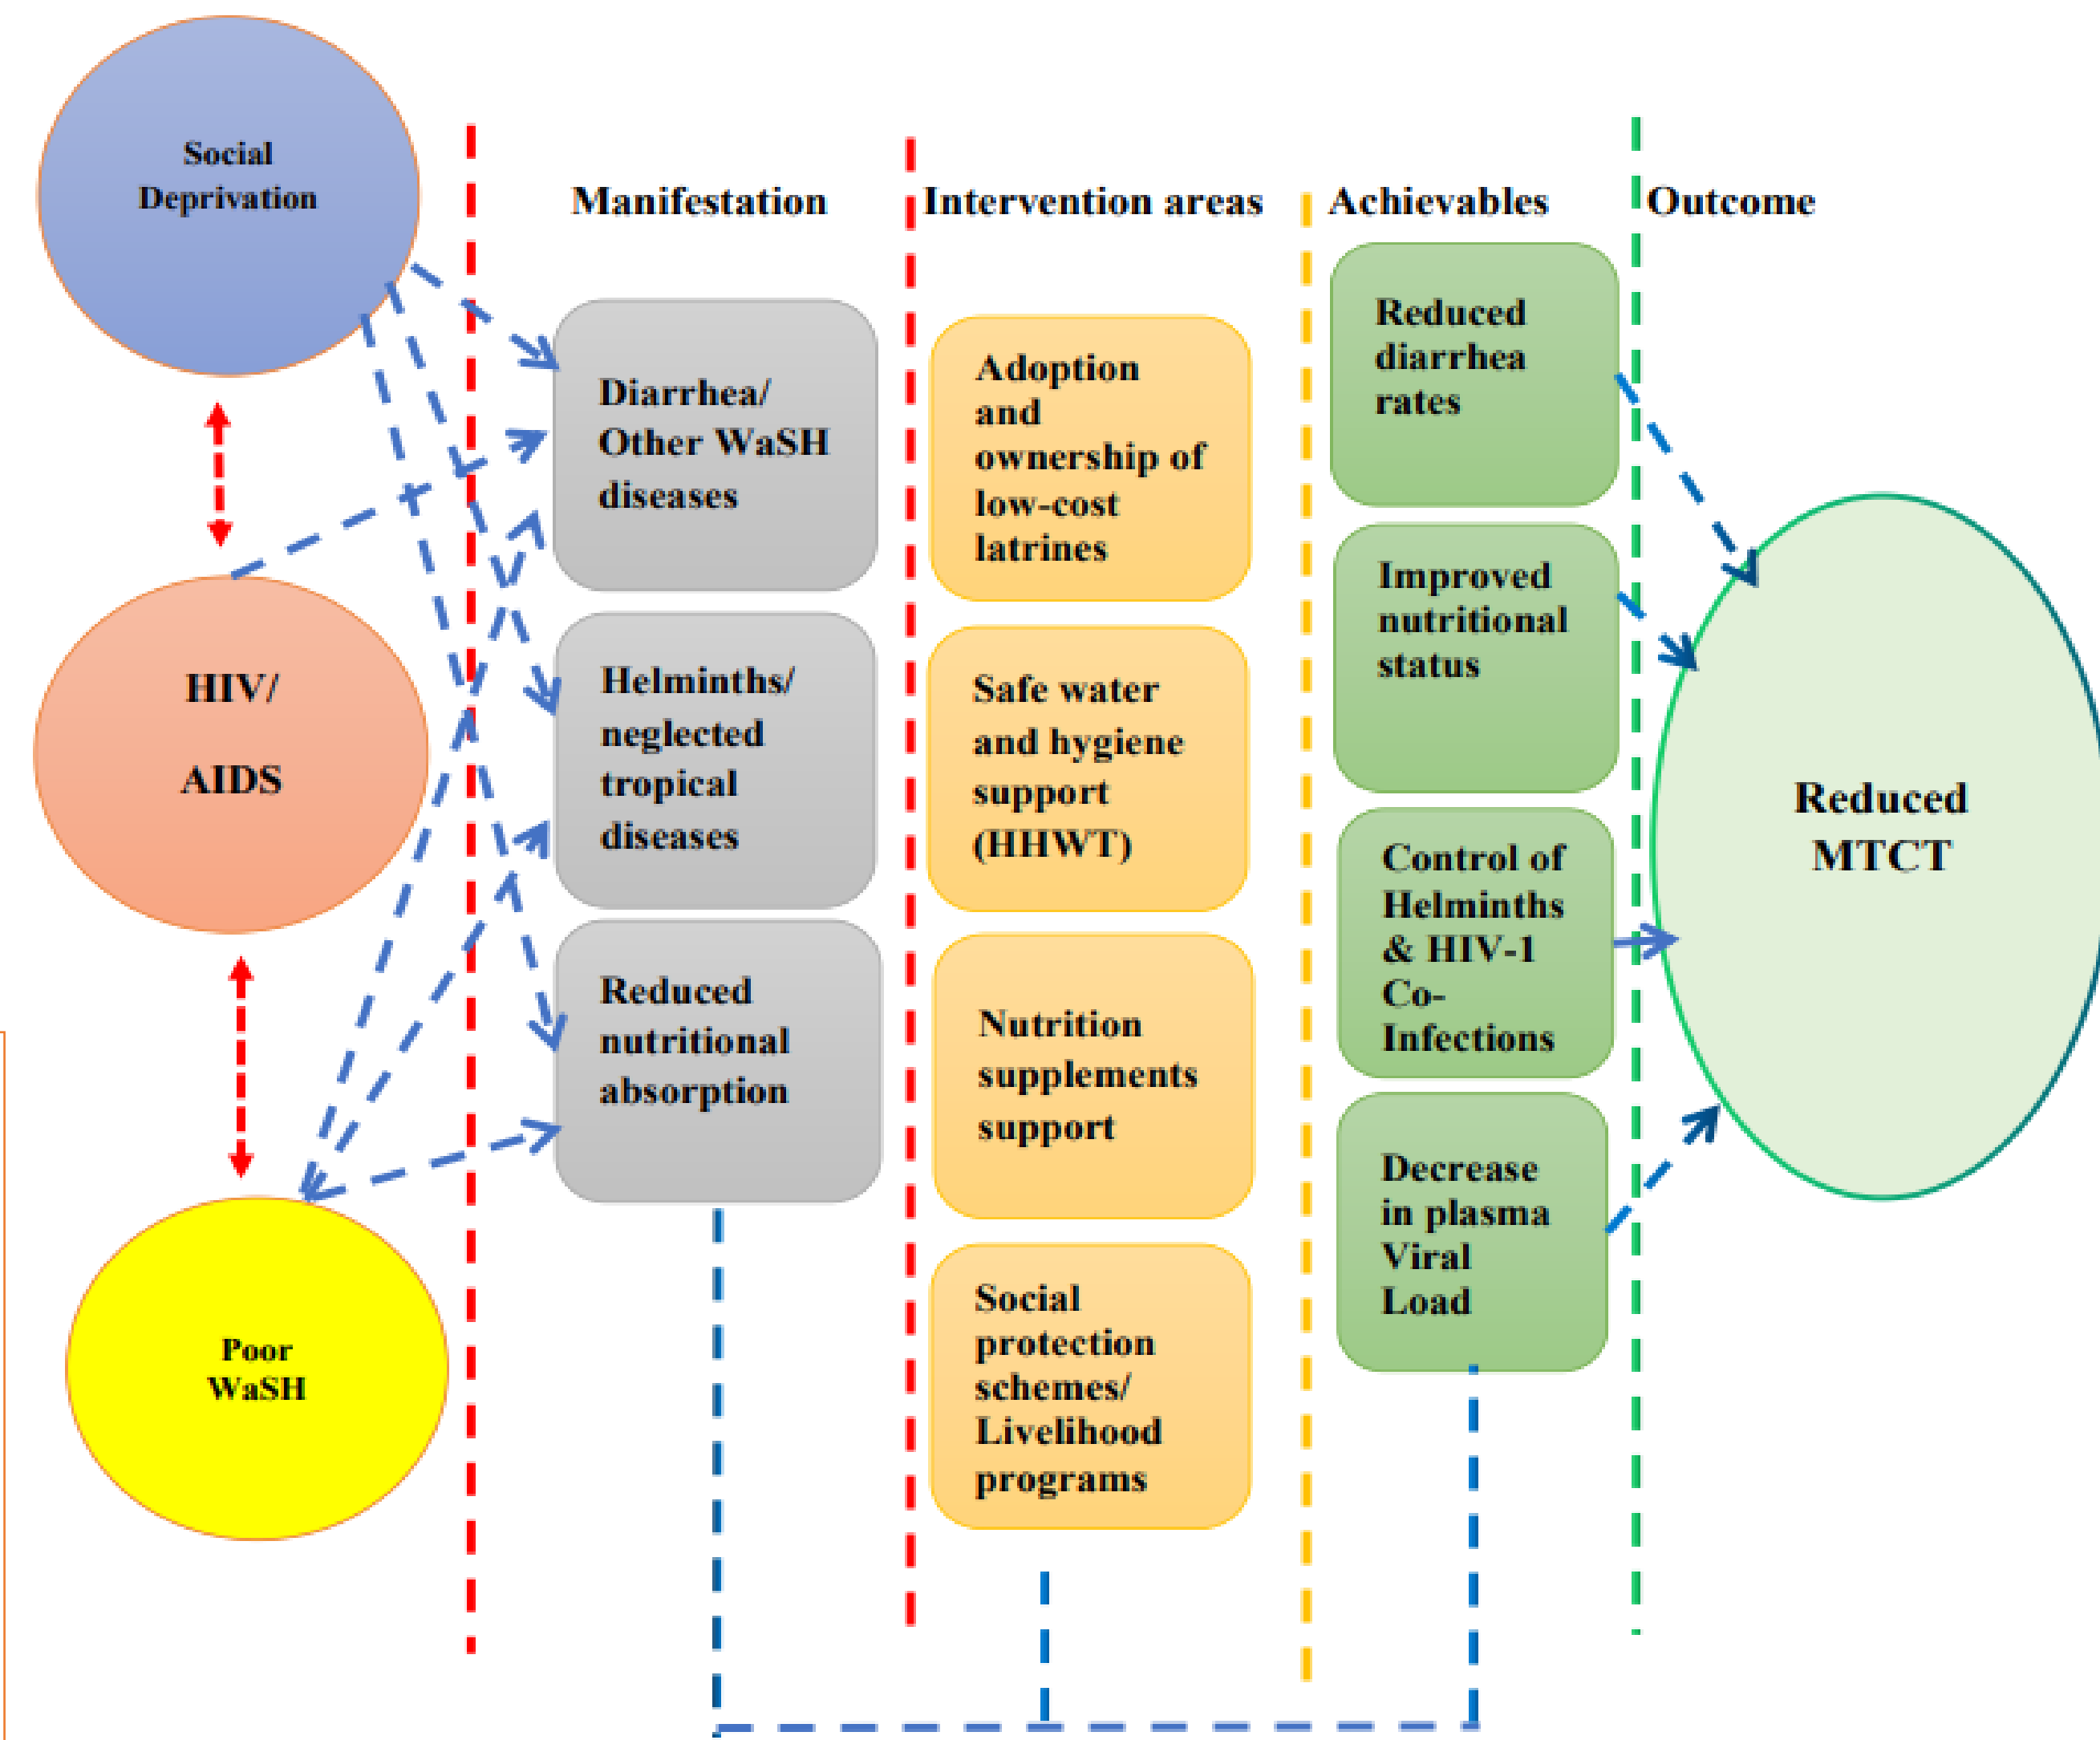 Social
Deprivation
HIV/
AIDS
Poor
WaSH
Manifestation
Diarrhea/
Other WaSH
diseases
Helminths/
neglected
tropical
diseases
Reduced
nutritional
absorption
Intervention areas
Adoption
and
ownership of
low-cost
latrines
Safe water
and hygiene
support
(HHWT)
Nutrition
supplements
support
Social
protection
schemes/
Livelihood
programs
Achievables
Reduced
diarrhea
rates
Improved
nutritional
status
Control of
Helminths
& HIV-1
Co-
Infections
Decrease
in plasma
Viral
Load
Outcome
Reduced
MTCT